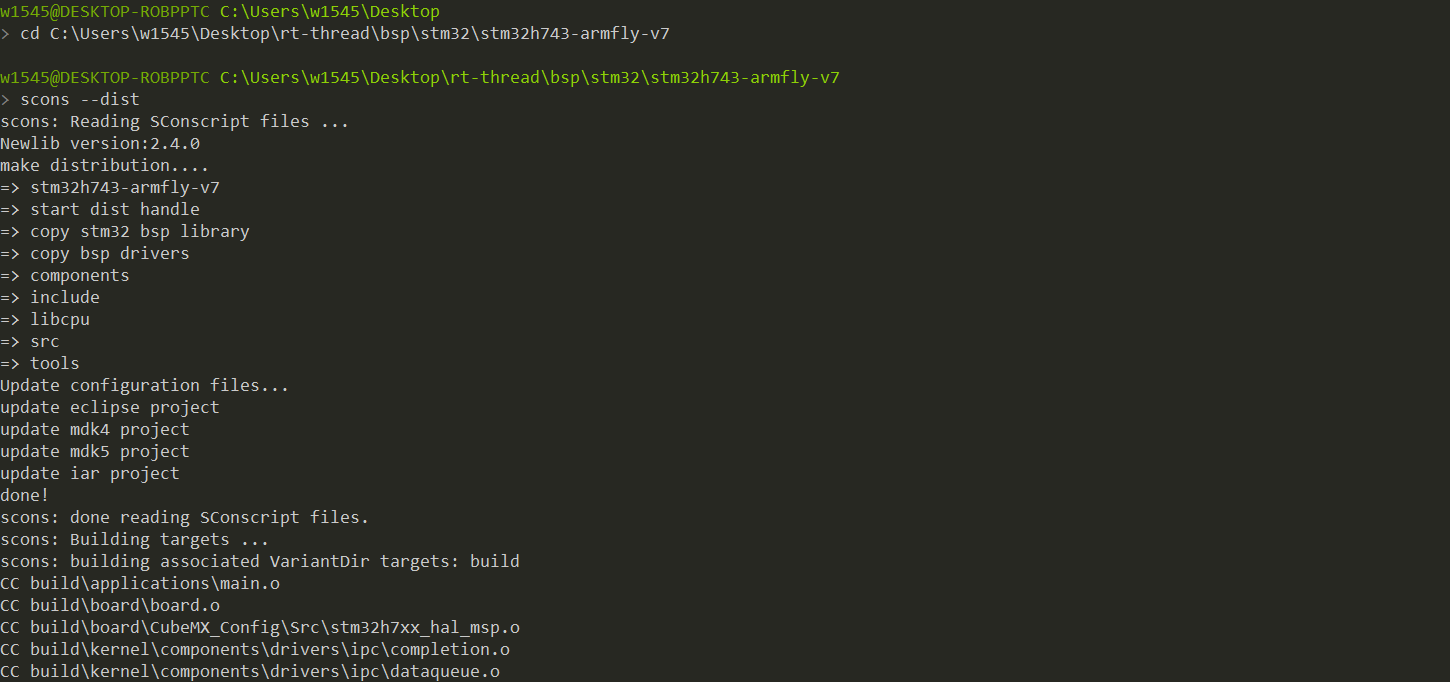 w1545@DESKTOP-ROBPPTC C:\Users\w1545\Desktop
> cd C:\Users\w1545\Desktop\rt-thread\bsp\stm32\stm32h743-armfly-v7
w1545@DESKTOP-ROBPPTC C:\Users\w1545\Desktop\rt-thread\bsp\stm32\stm32h743-armfly-v7
> scons --dist
scons: Reading SConscript files ...
Newlib version:2.4.0
make distribution....
=> stm32h743-armfly-v7
=> start dist handle
=> copy stm32 bsp library
=> copy bsp drivers
=> components
=> include
=> libcpu
=> src
=> tools
Update configuration files...
update eclipse project
update mdk4 project
update mdk5 project
update iar project
done!
scons: done reading SConscript files.
scons: Building targets ...
scons: building associated VariantDir targets: build
CC build\applications\main.o
CC build\board\board.o
CC build\board\CubeMX_Config\Src\stm32h7xx_hal_msp.o
CC build\kernel\components\drivers\ipc\completion.o
CC build\kernel\components\drivers\ipc\dataqueue.o